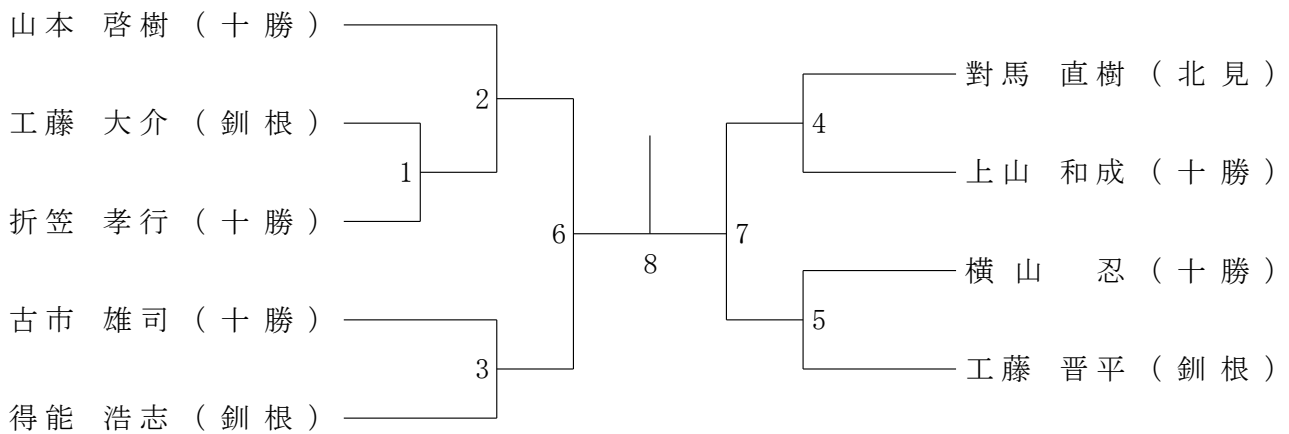 山本 啓樹 (十勝)
工藤 大介 (釧根)
折笠 孝行 (十勝)
古市 雄司 (十勝)
得能 浩志 (釧根)
1
2
3
6
8
7
4
5
對馬 直樹 (北見)
上山 和成 (十勝)
横山 忍 (十勝)
工藤 晋平 (釧根)